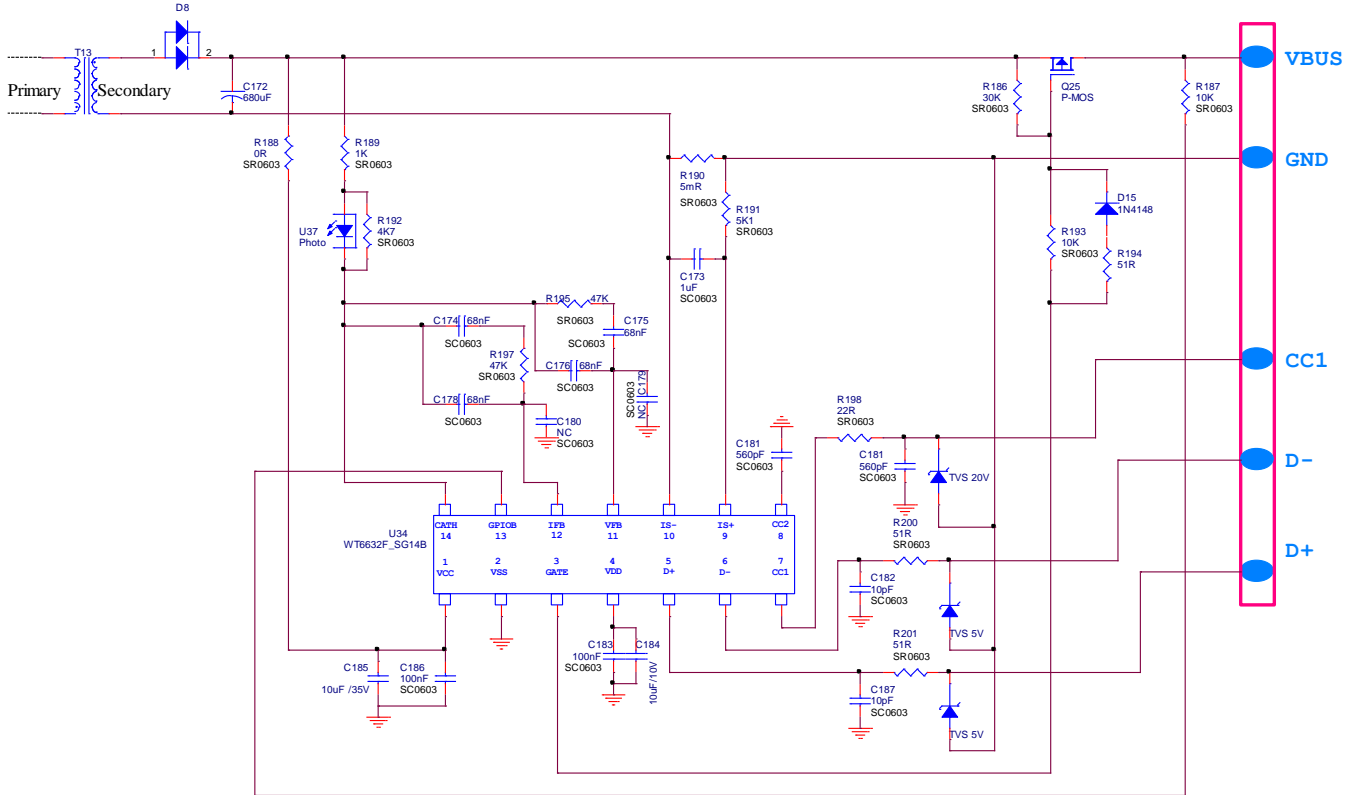 D8
T13
1
2
Primary
Secondary
C172
680uF
R188
0R
SR0603
R189
1K
SR0603
R186
30K
SR0603
Q25
P-MOS
R187
10K
SR0603
VBUS
GND
CC1
D-
D+
R190
5mR
SR0603
R191
5K1
SR0603
C173
1uF
SC0603
D15
1N4148
R193
10K
SR0603
R194
51R
U37
Photo
R192
4K7
SR0603
R195
47K
SR0603
C174
68nF
SC0603
C175
68nF
R197
47K
SR0603
C176
68nF
SC0603
C178
68nF
SC0603
C179
NC
SC0603
C180
NC
SC0603
C181
560pF
SC0603
R198
22R
SR0603
C181
560pF
SC0603
TVS 20V
U34
WT6632F_SG14B
CATH
14
GPIOB
13
IFB
12
VFB
11
IS-
10
IS+
9
CC2
8
1
VCC
2
VSS
3
GATE
4
VDD
5
D+
6
D-
7
CC1
R200
51R
SR0603
C182
10pF
SC0603
TVS 5V
R201
51R
SR0603
C187
10pF
SC0603
TVS 5V
C183
100nF
SC0603
C184
10uF/10V
C185
10uF /35V
C186
100nF
SC0603